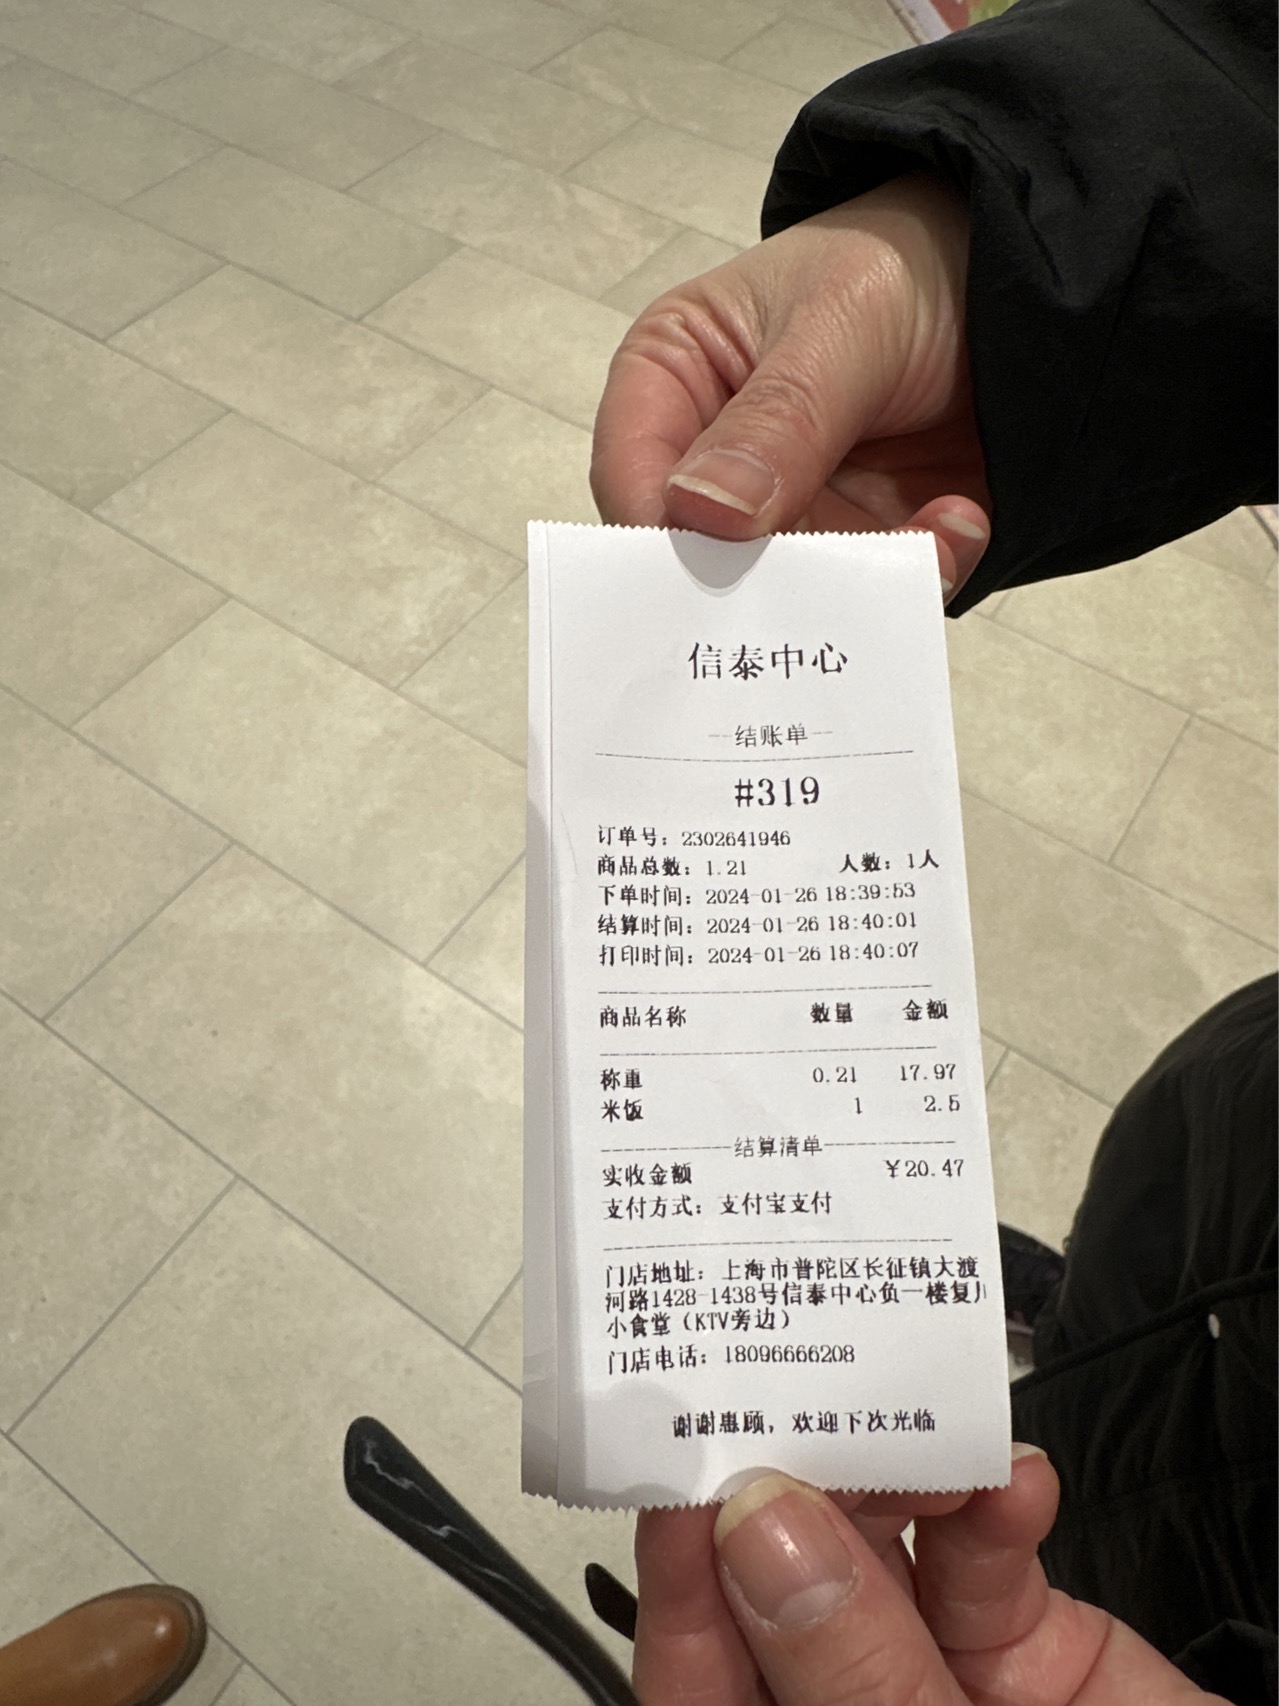 信泰中心
--结账单--
#319
订单号：2302641946
商品总数：1.21 人数：1人
下单时间：2024-01-26 18:39:53
结算时间：2024-01-26 18:40:01
打印时间：2024-01-26 18:40:07
商品名称 数量 金额
称重 0.21 17.97
米饭 1 2.5
结算清单
实收金额 ¥20.47
支付方式：支付宝支付
门店地址：上海市普陀区长征镇大渡
河路1428-1438号信泰中心负一楼复
小食堂（KTV旁边）
门店电话：18096666208
谢谢惠顾，欢迎下次光临